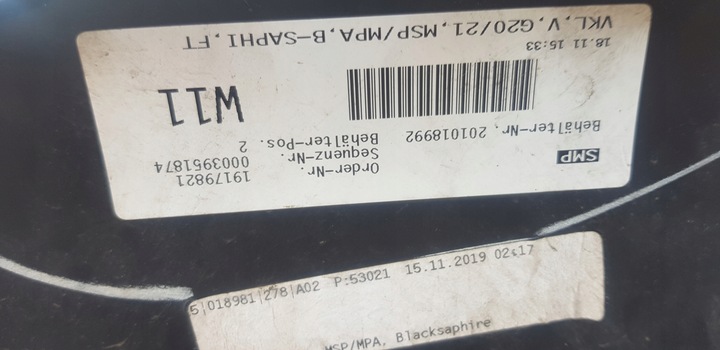 SMP
Behälter-Nr. 201018992
Order-Nr. 19179821
Sequenz-Nr. 0003951874
Behälter-Pos. 2
W11
18.11 15:33
VKL,V,G20/21,MSP/MPA,B-SAPHI,FT
5|018981|278|A02 P:53021 15.11.2019 02:17
MSP/MPA, Blacksaphire